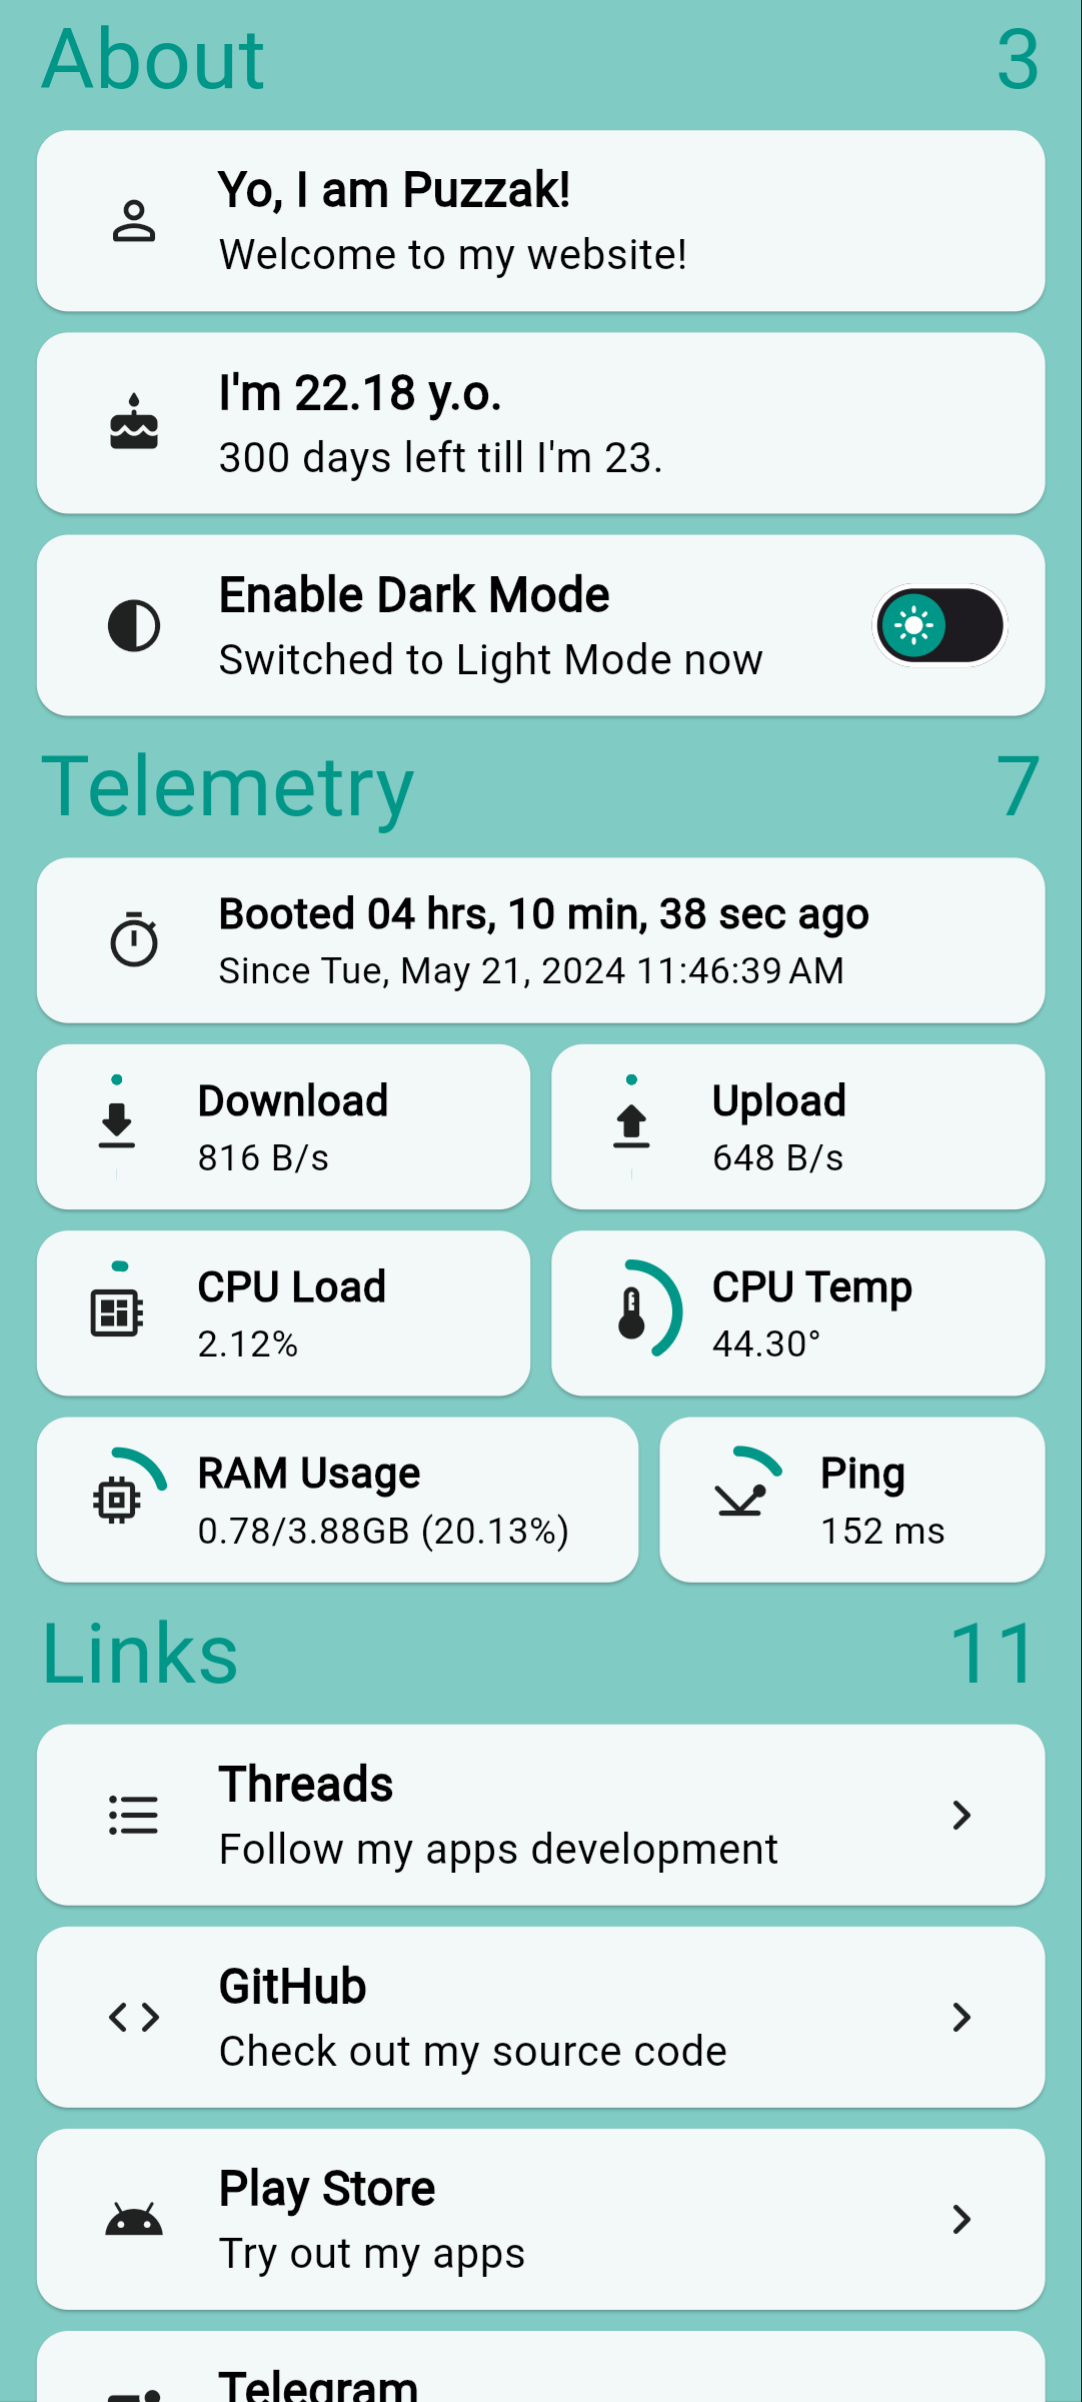 About 3
Yo, I am Puzzak!
Welcome to my website!
I'm 22.18 y.o.
300 days left till I'm 23.
Enable Dark Mode
Switched to Light Mode now
Telemetry 7
Booted 04 hrs, 10 min, 38 sec ago
Since Tue, May 21, 2024 11:46:39 AM
Download
816 B/s
Upload
648 B/s
CPU Load
2.12%
CPU Temp
44.30°
RAM Usage
0.78/3.88GB (20.13%)
Ping
152 ms
Links 11
Threads
Follow my apps development
GitHub
Check out my source code
Play Store
Try out my apps
Telegram